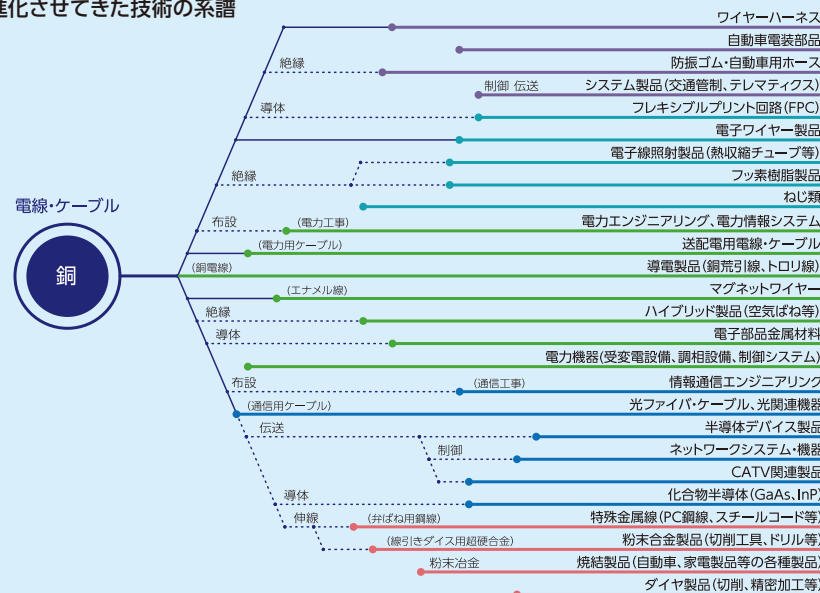 進化させてきた技術の系譜
ワイヤーハーネス
自動車電装部品
絶縁
防振ゴム・自動車用ホース
制御 伝送
システム製品(交通管制、テレマティクス)
導体
フレキシブルプリント回路(FPC)
電子ワイヤー製品
電子線照射製品(熱収縮チューブ等)
絶縁
フッ素樹脂製品
ねじ類
電線・ケーブル
銅
布設
(電力工事)
電力エンジニアリング、電力情報システム
(電力用ケーブル)
送配電用電線・ケーブル
(銅電線)
導電製品(銅荒引線、トロリ線)
(エナメル線)
マグネットワイヤー
絶縁
ハイブリッド製品(空気ばね等)
導体
電子部品金属材料
電力機器(受変電設備、調相設備、制御システム)
布設
(通信工事)
情報通信エンジニアリング
(通信用ケーブル)
光ファイバ・ケーブル、光関連機器
伝送
半導体デバイス製品
制御
ネットワークシステム・機器
CATV関連製品
導体
化合物半導体(GaAs、InP)
伸線
(弁ばね用鋼線)
特殊金属線(PC鋼線、スチールコード等)
(線引きダイス用超硬合金)
粉末合金製品(切削工具、ドリル等)
粉末冶金
焼結製品(自動車、家電製品等の各種製品)
ダイヤ製品(切削、精密加工等)